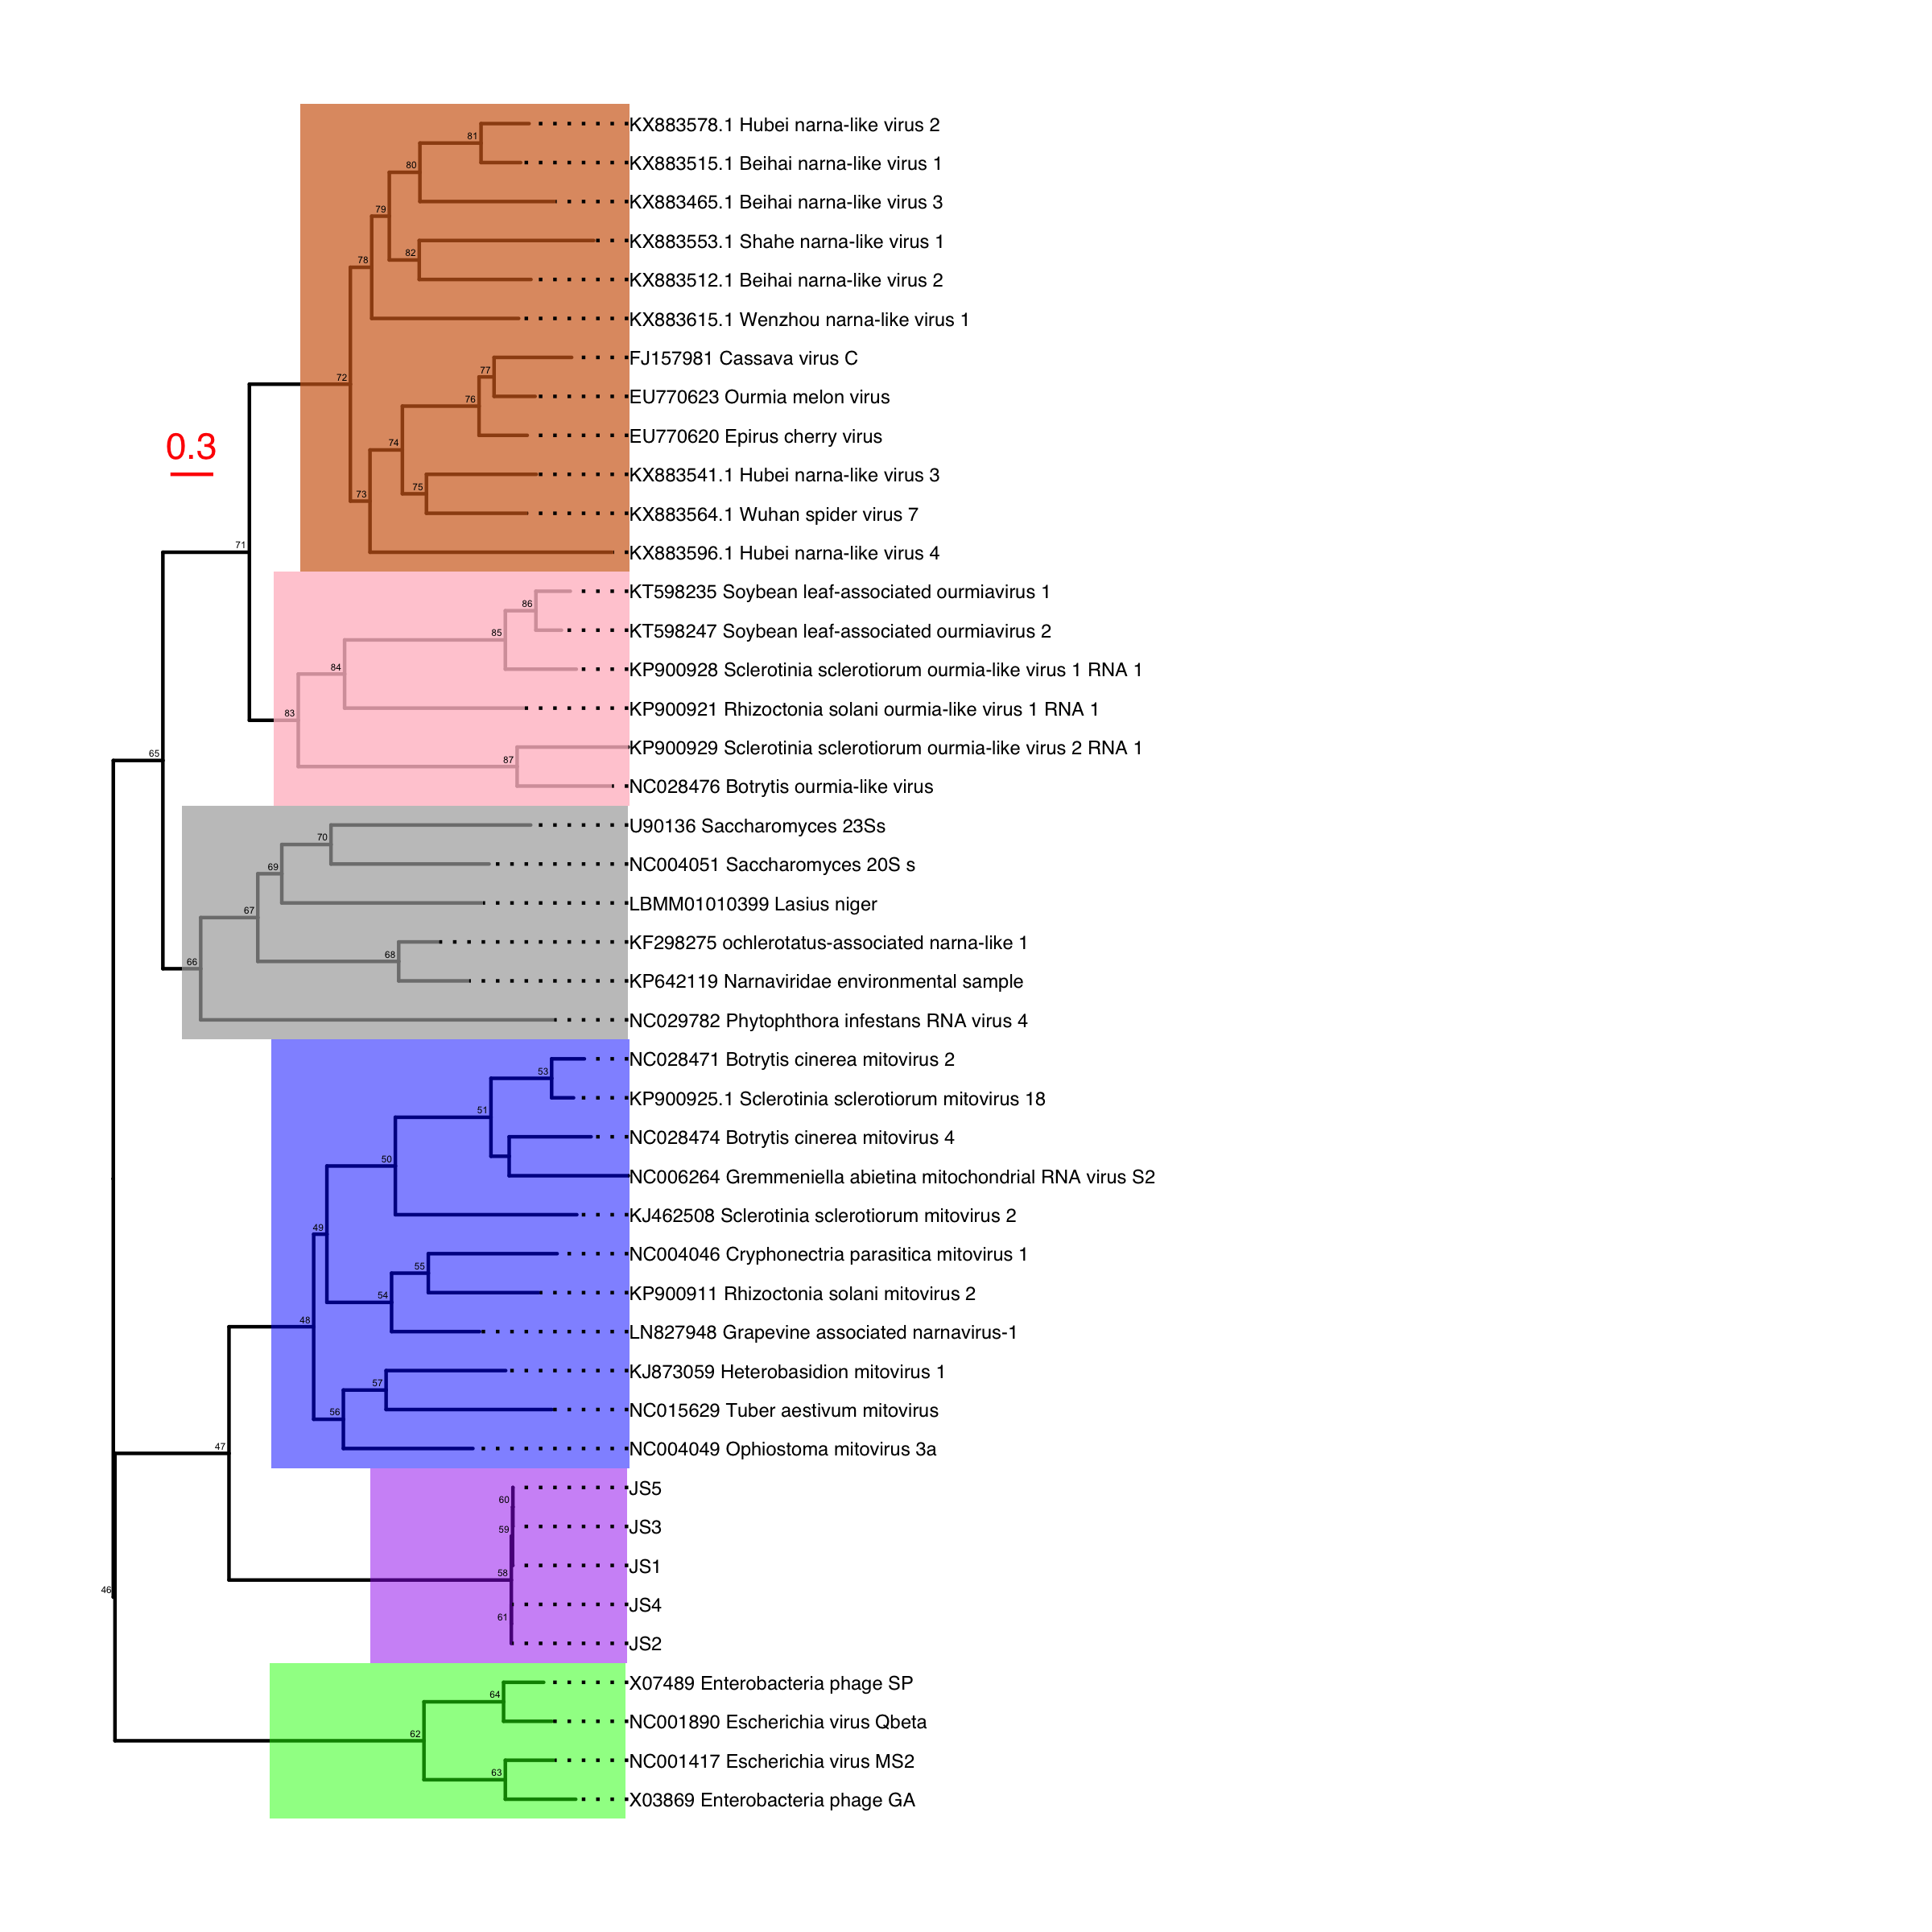 81
KX883578.1 Hubei narna-like virus 2
KX883515.1 Beihai narna-like virus 1
80
KX883465.1 Beihai narna-like virus 3
79
KX883553.1 Shahe narna-like virus 1
82
KX883512.1 Beihai narna-like virus 2
78
KX883615.1 Wenzhou narna-like virus 1
FJ157981 Cassava virus C
77
72
EU770623 Ourmia melon virus
76
EU770620 Epirus cherry virus
0.3
74
KX883541.1 Hubei narna-like virus 3
75
73
KX883564.1 Wuhan spider virus 7
71
KX883596.1 Hubei narna-like virus 4
KT598235 Soybean leaf-associated ourmiavirus 1
86
KT598247 Soybean leaf-associated ourmiavirus 2
85
84
KP900928 Sclerotinia sclerotiorum ourmia-like virus 1 RNA 1
83
KP900921 Rhizoctonia solani ourmia-like virus 1 RNA 1
65
KP900929 Sclerotinia sclerotiorum ourmia-like virus 2 RNA 1
87
NC028476 Botrytis ourmia-like virus
U90136 Saccharomyces 23Ss
70
NC004051 Saccharomyces 20S s
69
LBMM01010399 Lasius niger
67
KF298275 ochlerotatus-associated narna-like 1
68
66
KP642119 Narnaviridae environmental sample
NC029782 Phytophthora infestans RNA virus 4
NC028471 Botrytis cinerea mitovirus 2
53
KP900925.1 Sclerotinia sclerotiorum mitovirus 18
51
NC028474 Botrytis cinerea mitovirus 4
50
NC006264 Gremmeniella abietina mitochondrial RNA virus S2
KJ462508 Sclerotinia sclerotiorum mitovirus 2
49
NC004046 Cryphonectria parasitica mitovirus 1
55
KP900911 Rhizoctonia solani mitovirus 2
54
48
LN827948 Grapevine associated narnavirus-1
KJ873059 Heterobasidion mitovirus 1
57
NC015629 Tuber aestivum mitovirus
56
47
NC004049 Ophiostoma mitovirus 3a
JS5
60
JS3
59
JS1
58
46
JS4
61
JS2
X07489 Enterobacteria phage SP
64
NC001890 Escherichia virus Qbeta
62
NC001417 Escherichia virus MS2
63
X03869 Enterobacteria phage GA